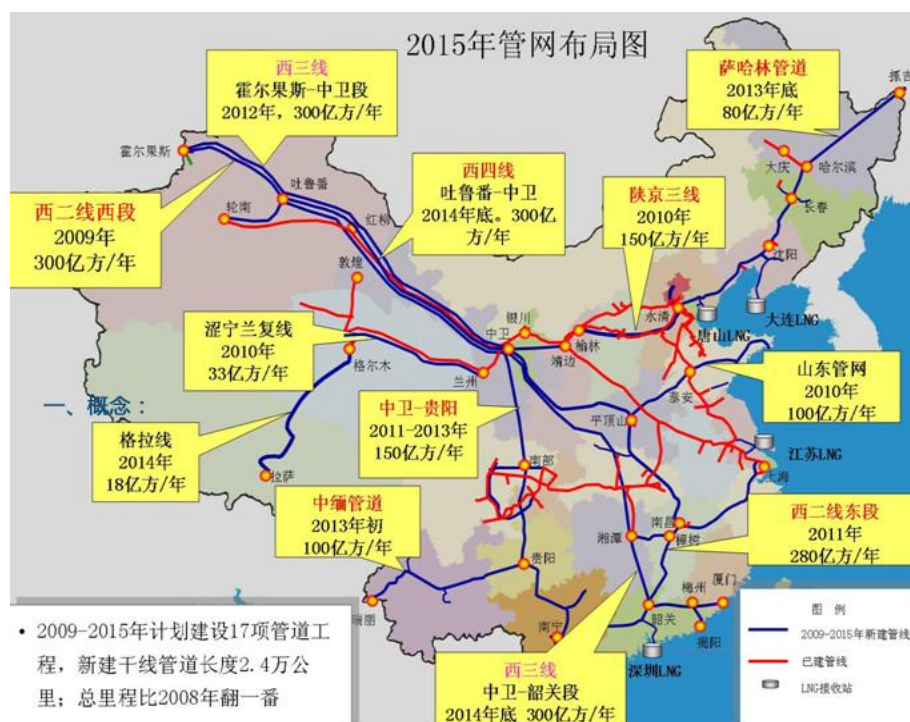 2015年管网布局图
西三线
霍尔果斯-中卫段
2012年，300亿方/年
萨哈林管道
2013年底
80亿方/年
抓吉
霍尔果斯
大庆
哈尔滨
吐鲁番
西四线
吐鲁番-中卫
2014年底。300亿
方/年
陕京三线
2010年
150亿方/年
长春
西二线西段
2009年
300亿方/年
轮南
红柳
沈阳
敦煌
永清
唐山LNG
大连LNG
涩宁兰复线
2010年
33亿方/年
银川
中卫
榆林
靖边
格尔木
兰州
山东管网
2010年
100亿方/年
泰安
一、概念：
中卫-贵阳
2011-2013年
150亿方/年
平顶山
格拉线
2014年
18亿方/年
江苏LNG
上海
拉萨
南部
中缅管道
2013年初
100亿方/年
南昌
湘潭
樟树
西二线东段
2011年
280亿方/年
贵阳
梅州
厦门
瑞丽
韶关
揭阳
南宁
深圳LNG
西三线
中卫-韶关段
2014年底 300亿方/年
• 2009-2015年计划建设17项管道工
程，新建干线管道长度2.4万公
里；总里程比2008年翻一番
图 例
2009-2015年新建管线
已建管线
LNG接收站